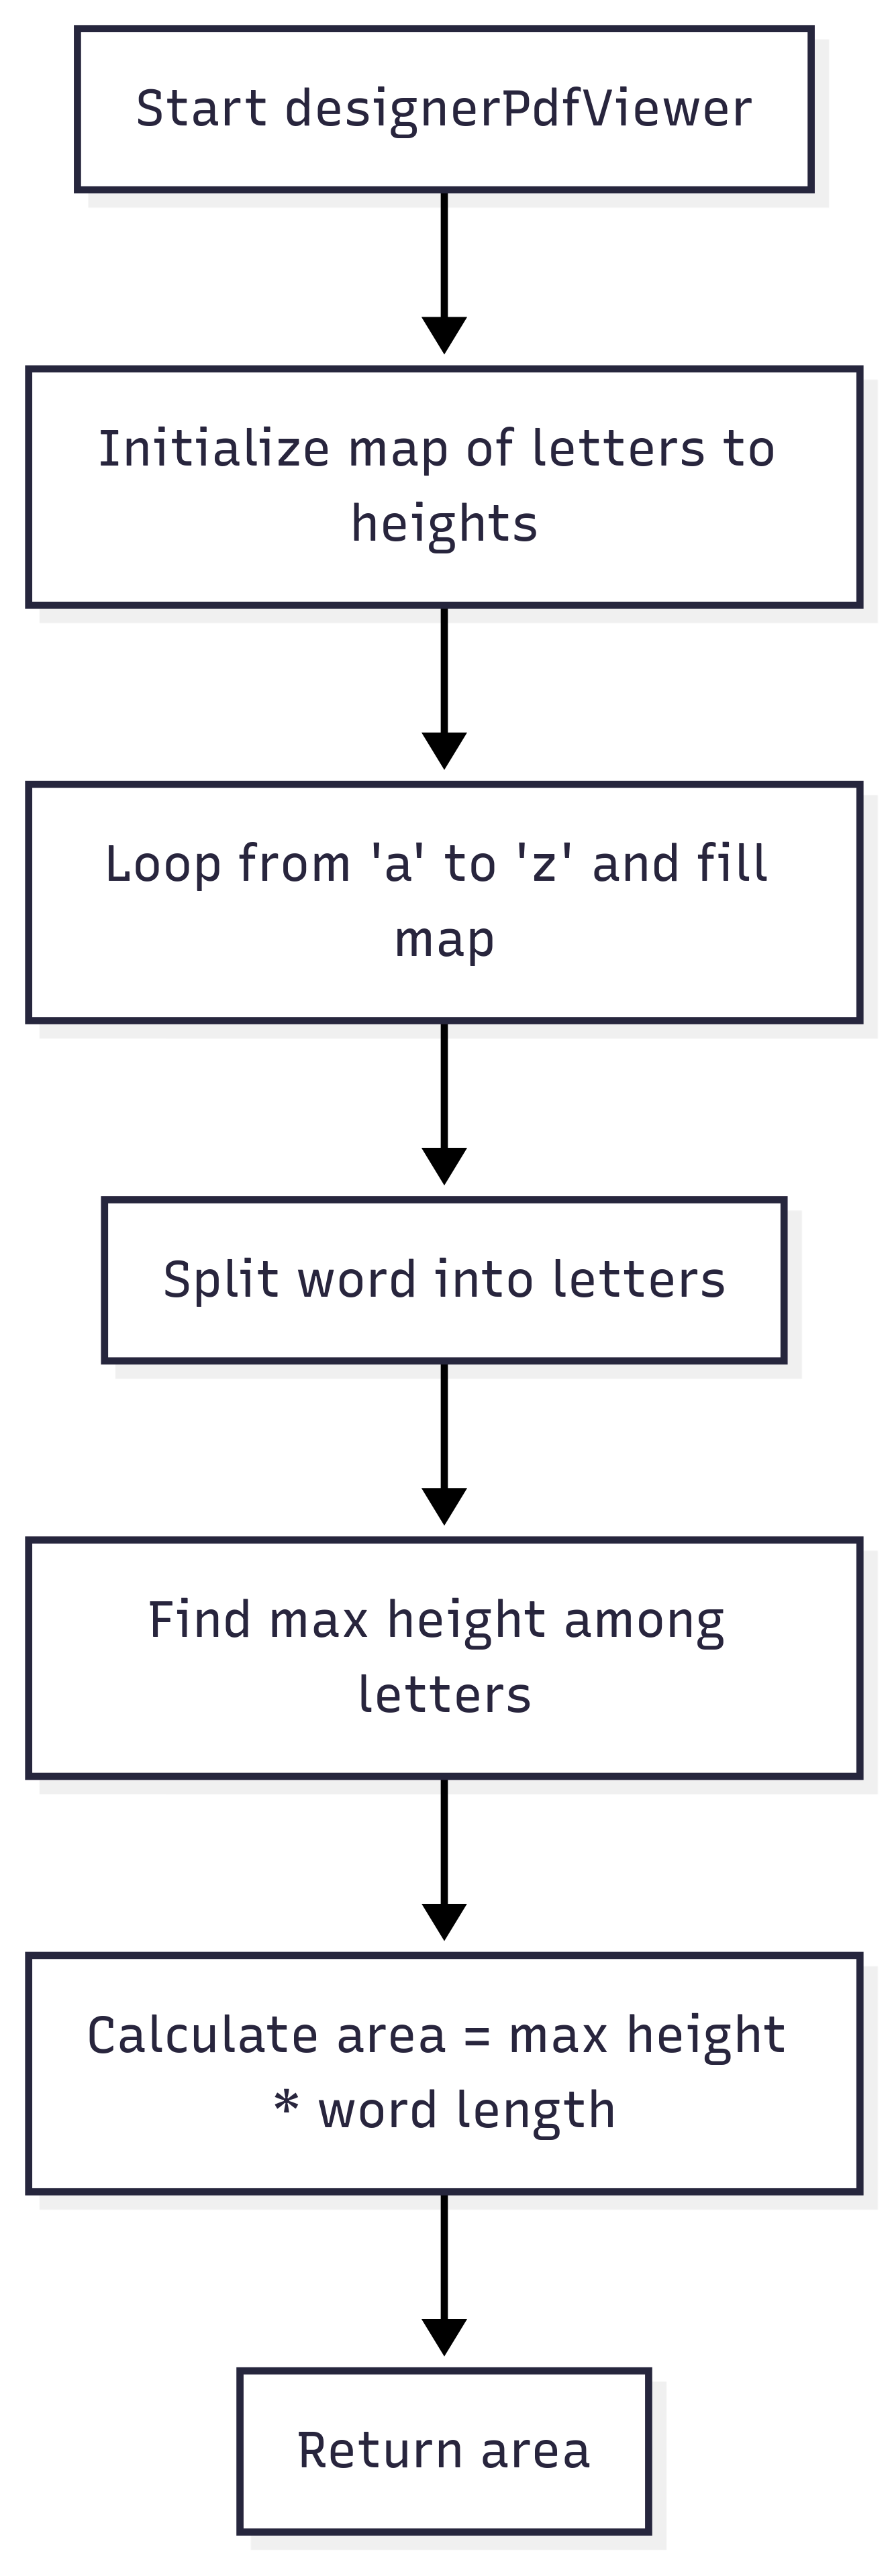 Start designerPdfViewer
Initialize map of letters to
heights
Loop from 'a' to 'z' and fill
map
Split word into letters
Find max height among
letters
Calculate area = max height
* word length
Return area